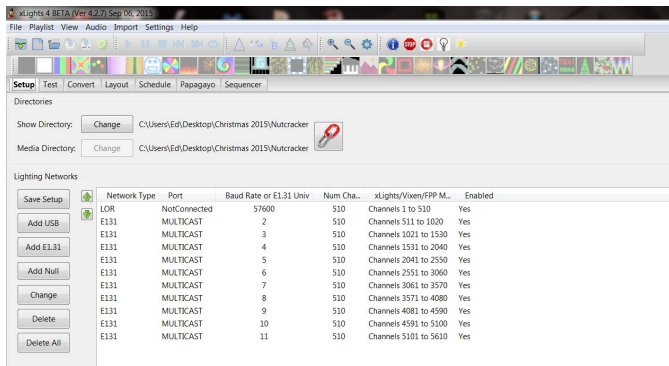 xLights 4 BETA (Ver 4.2.7) Sep 06, 2015
File Playlist View Audio Import Settings Help
Setup Test Convert Layout Schedule Papagayo Sequencer
Directories
Show Directory: Change C:\Users\Ed\Desktop\Christmas 2015\Nutcracker
Media Directory: Change C:\Users\Ed\Desktop\Christmas 2015\Nutcracker
Lighting Networks
Save Setup
Add USB
Add E1.31
Add Null
Change
Delete
Delete All
Network Type Port Baud Rate or E1.31 Univ Num Cha... xLights/Vixen/FPP M... Enabled
LOR NotConnected 57600 510 Channels 1 to 510 Yes
E131 MULTICAST 2 510 Channels 511 to 1020 Yes
E131 MULTICAST 3 510 Channels 1021 to 1530 Yes
E131 MULTICAST 4 510 Channels 1531 to 2040 Yes
E131 MULTICAST 5 510 Channels 2041 to 2550 Yes
E131 MULTICAST 6 510 Channels 2551 to 3060 Yes
E131 MULTICAST 7 510 Channels 3061 to 3570 Yes
E131 MULTICAST 8 510 Channels 3571 to 4080 Yes
E131 MULTICAST 9 510 Channels 4081 to 4590 Yes
E131 MULTICAST 10 510 Channels 4591 to 5100 Yes
E131 MULTICAST 11 510 Channels 5101 to 5610 Yes